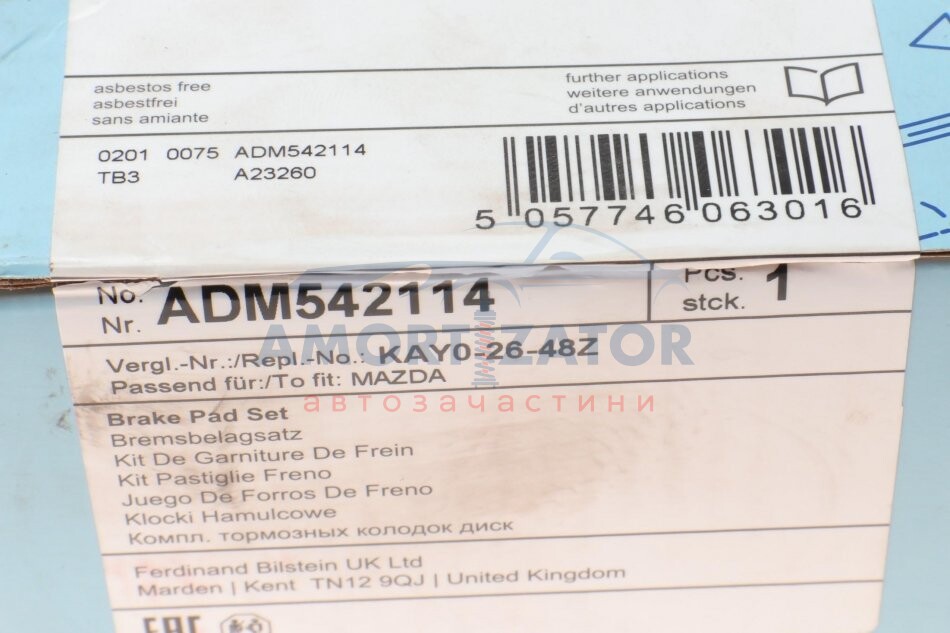 asbestos free
asbestfrei
sans amiante
further applications
weitere anwendungen
d'autres applications
0201 0075 ADM542114
TB3 A23260
5 057746 063016
No.
Nr. ADM542114
Pcs.
stck. 1
AMORTIZATOR
Vergl.-Nr.:/Repl.-No.: KAY0-26-48Z
Passend für:/To fit: MAZDA
автозачастини
Brake Pad Set
Bremsbelagsatz
Kit De Garniture De Frein
Kit Pastiglie Freno
Juego De Forros De Freno
Klocki Hamulcowe
Компл. тормозных колодок диск
Ferdinand Bilstein UK Ltd
Marden | Kent TN12 9QJ | United Kingdom
EAC